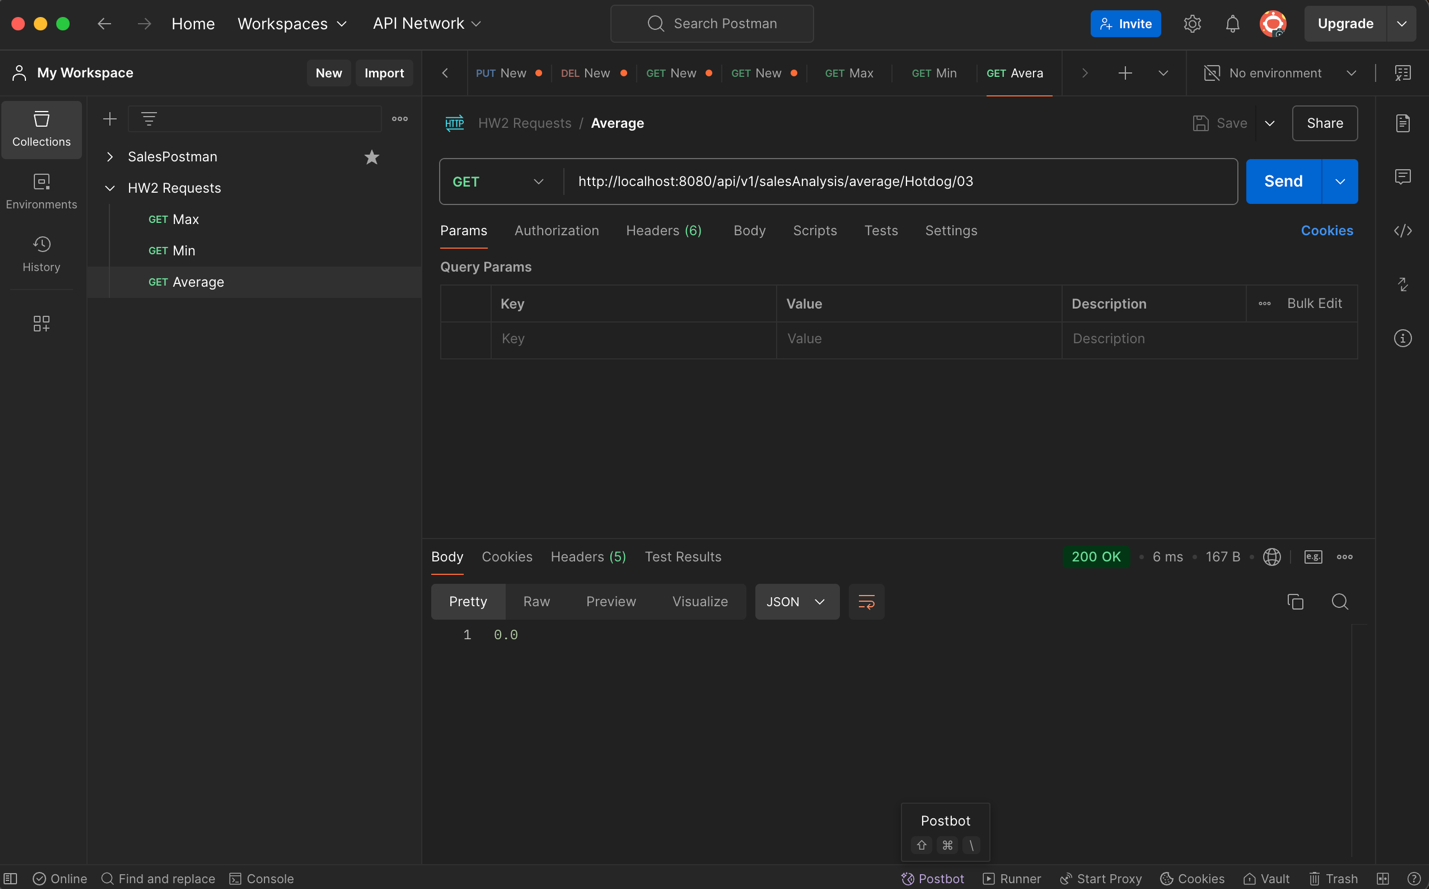 Home Workspaces API Network Search Postman Invite Upgrade
My Workspace New Import PUT New DEL New GET New GET New GET Max GET Min GET Avera No environment
Collections
Environments
History
SalesPostman
HW2 Requests
GET Max
GET Min
GET Average
HTTP HW2 Requests / Average Save Share
GET http://localhost:8080/api/v1/salesAnalysis/average/Hotdog/03 Send
Params Authorization Headers (6) Body Scripts Tests Settings Cookies
Query Params
Key Value Description Bulk Edit
Key Value Description
Body Cookies Headers (5) Test Results 200 OK 6 ms 167 B e.g.
Pretty Raw Preview Visualize JSON
1 0.0
Postbot
⇧ ⌘ \
Online Find and replace Console Postbot Runner Start Proxy Cookies Vault Trash